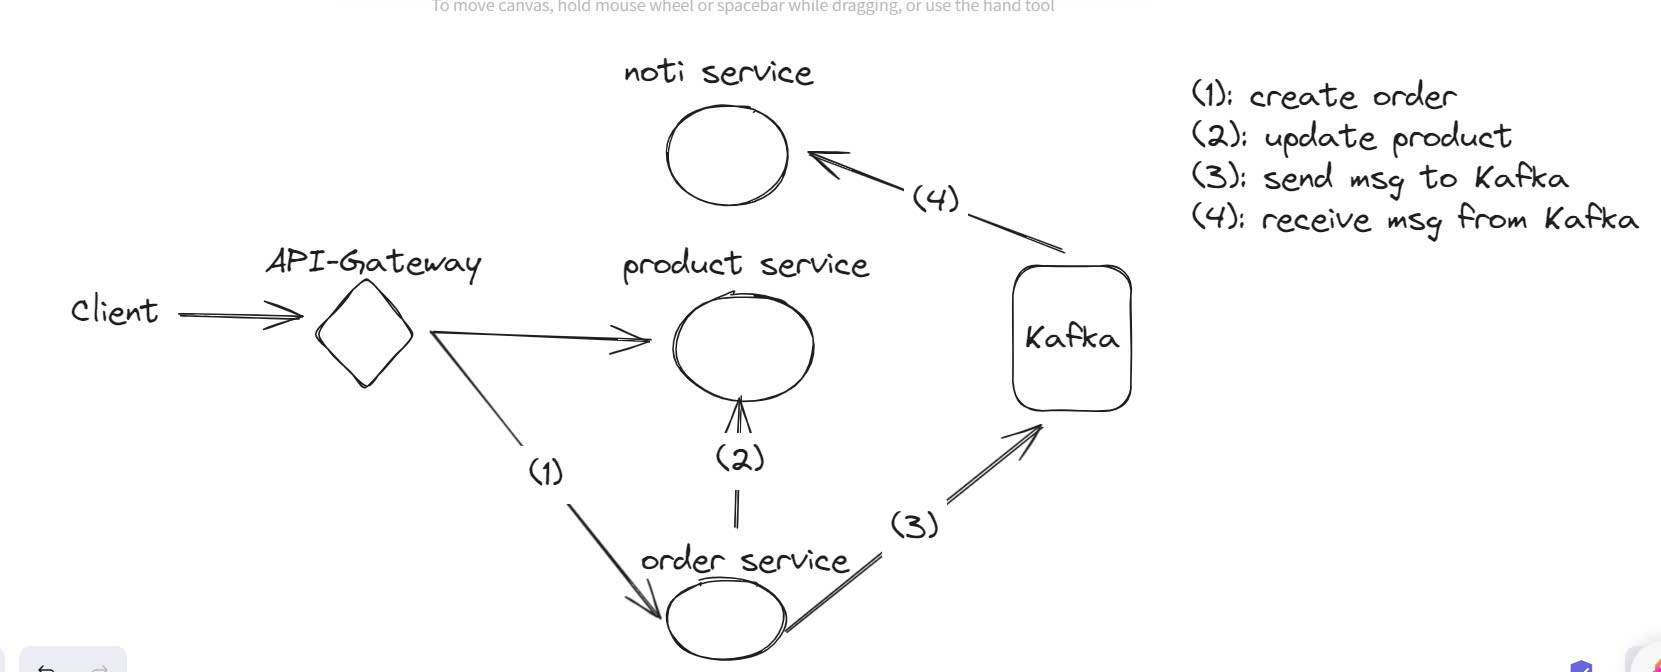 To move canvas, hold mouse wheel or spacebar while dragging, or use the hand tool
noti service
(1): create order
(2): update product
(3): send msg to Kafka
(4): receive msg from Kafka
(4)
API-Gateway
product service
Client
Kafka
(1)
(2)
(3)
order service